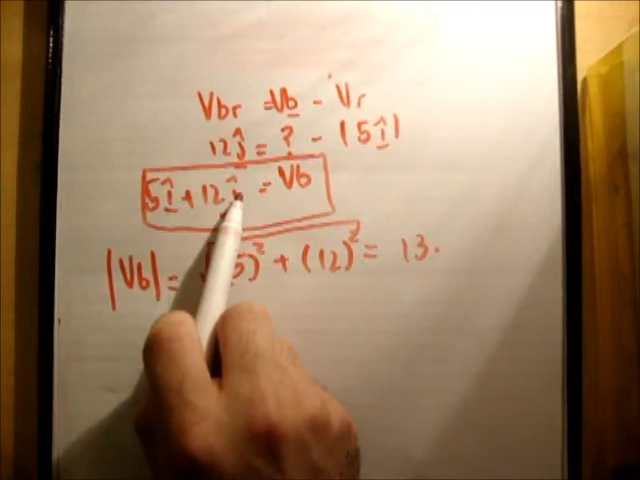 Vbr = Vb - Vr
12ĵ = ? - (5î)
5î + 12ĵ = Vb
|Vb| = √(5)² + (12)² = 13.